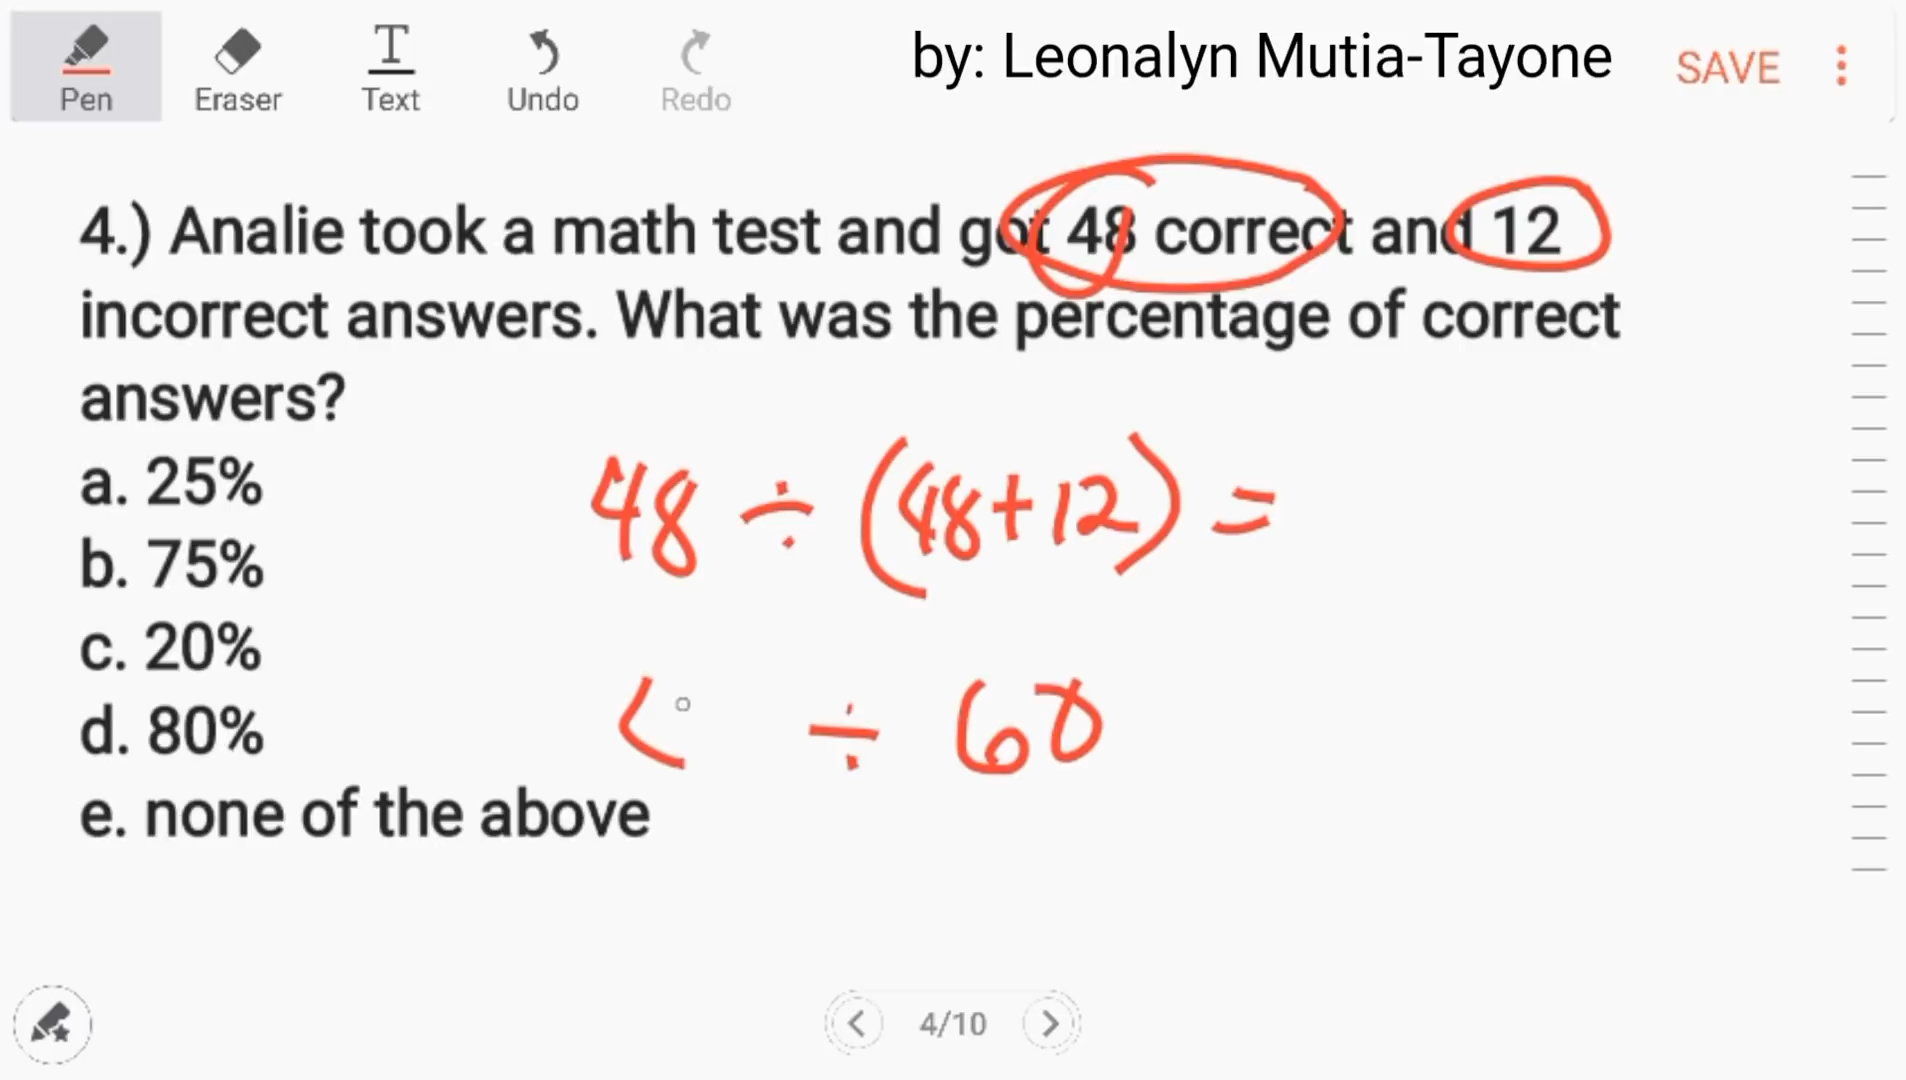 Pen
Eraser
Text
Undo
Redo
by: Leonalyn Mutia-Tayone
SAVE
4.) Analie took a math test and got 48 correct and 12
incorrect answers. What was the percentage of correct
answers?
a. 25%
b. 75%
c. 20%
d. 80%
e. none of the above
48 ÷ (48+12) =
÷ 60
4/10